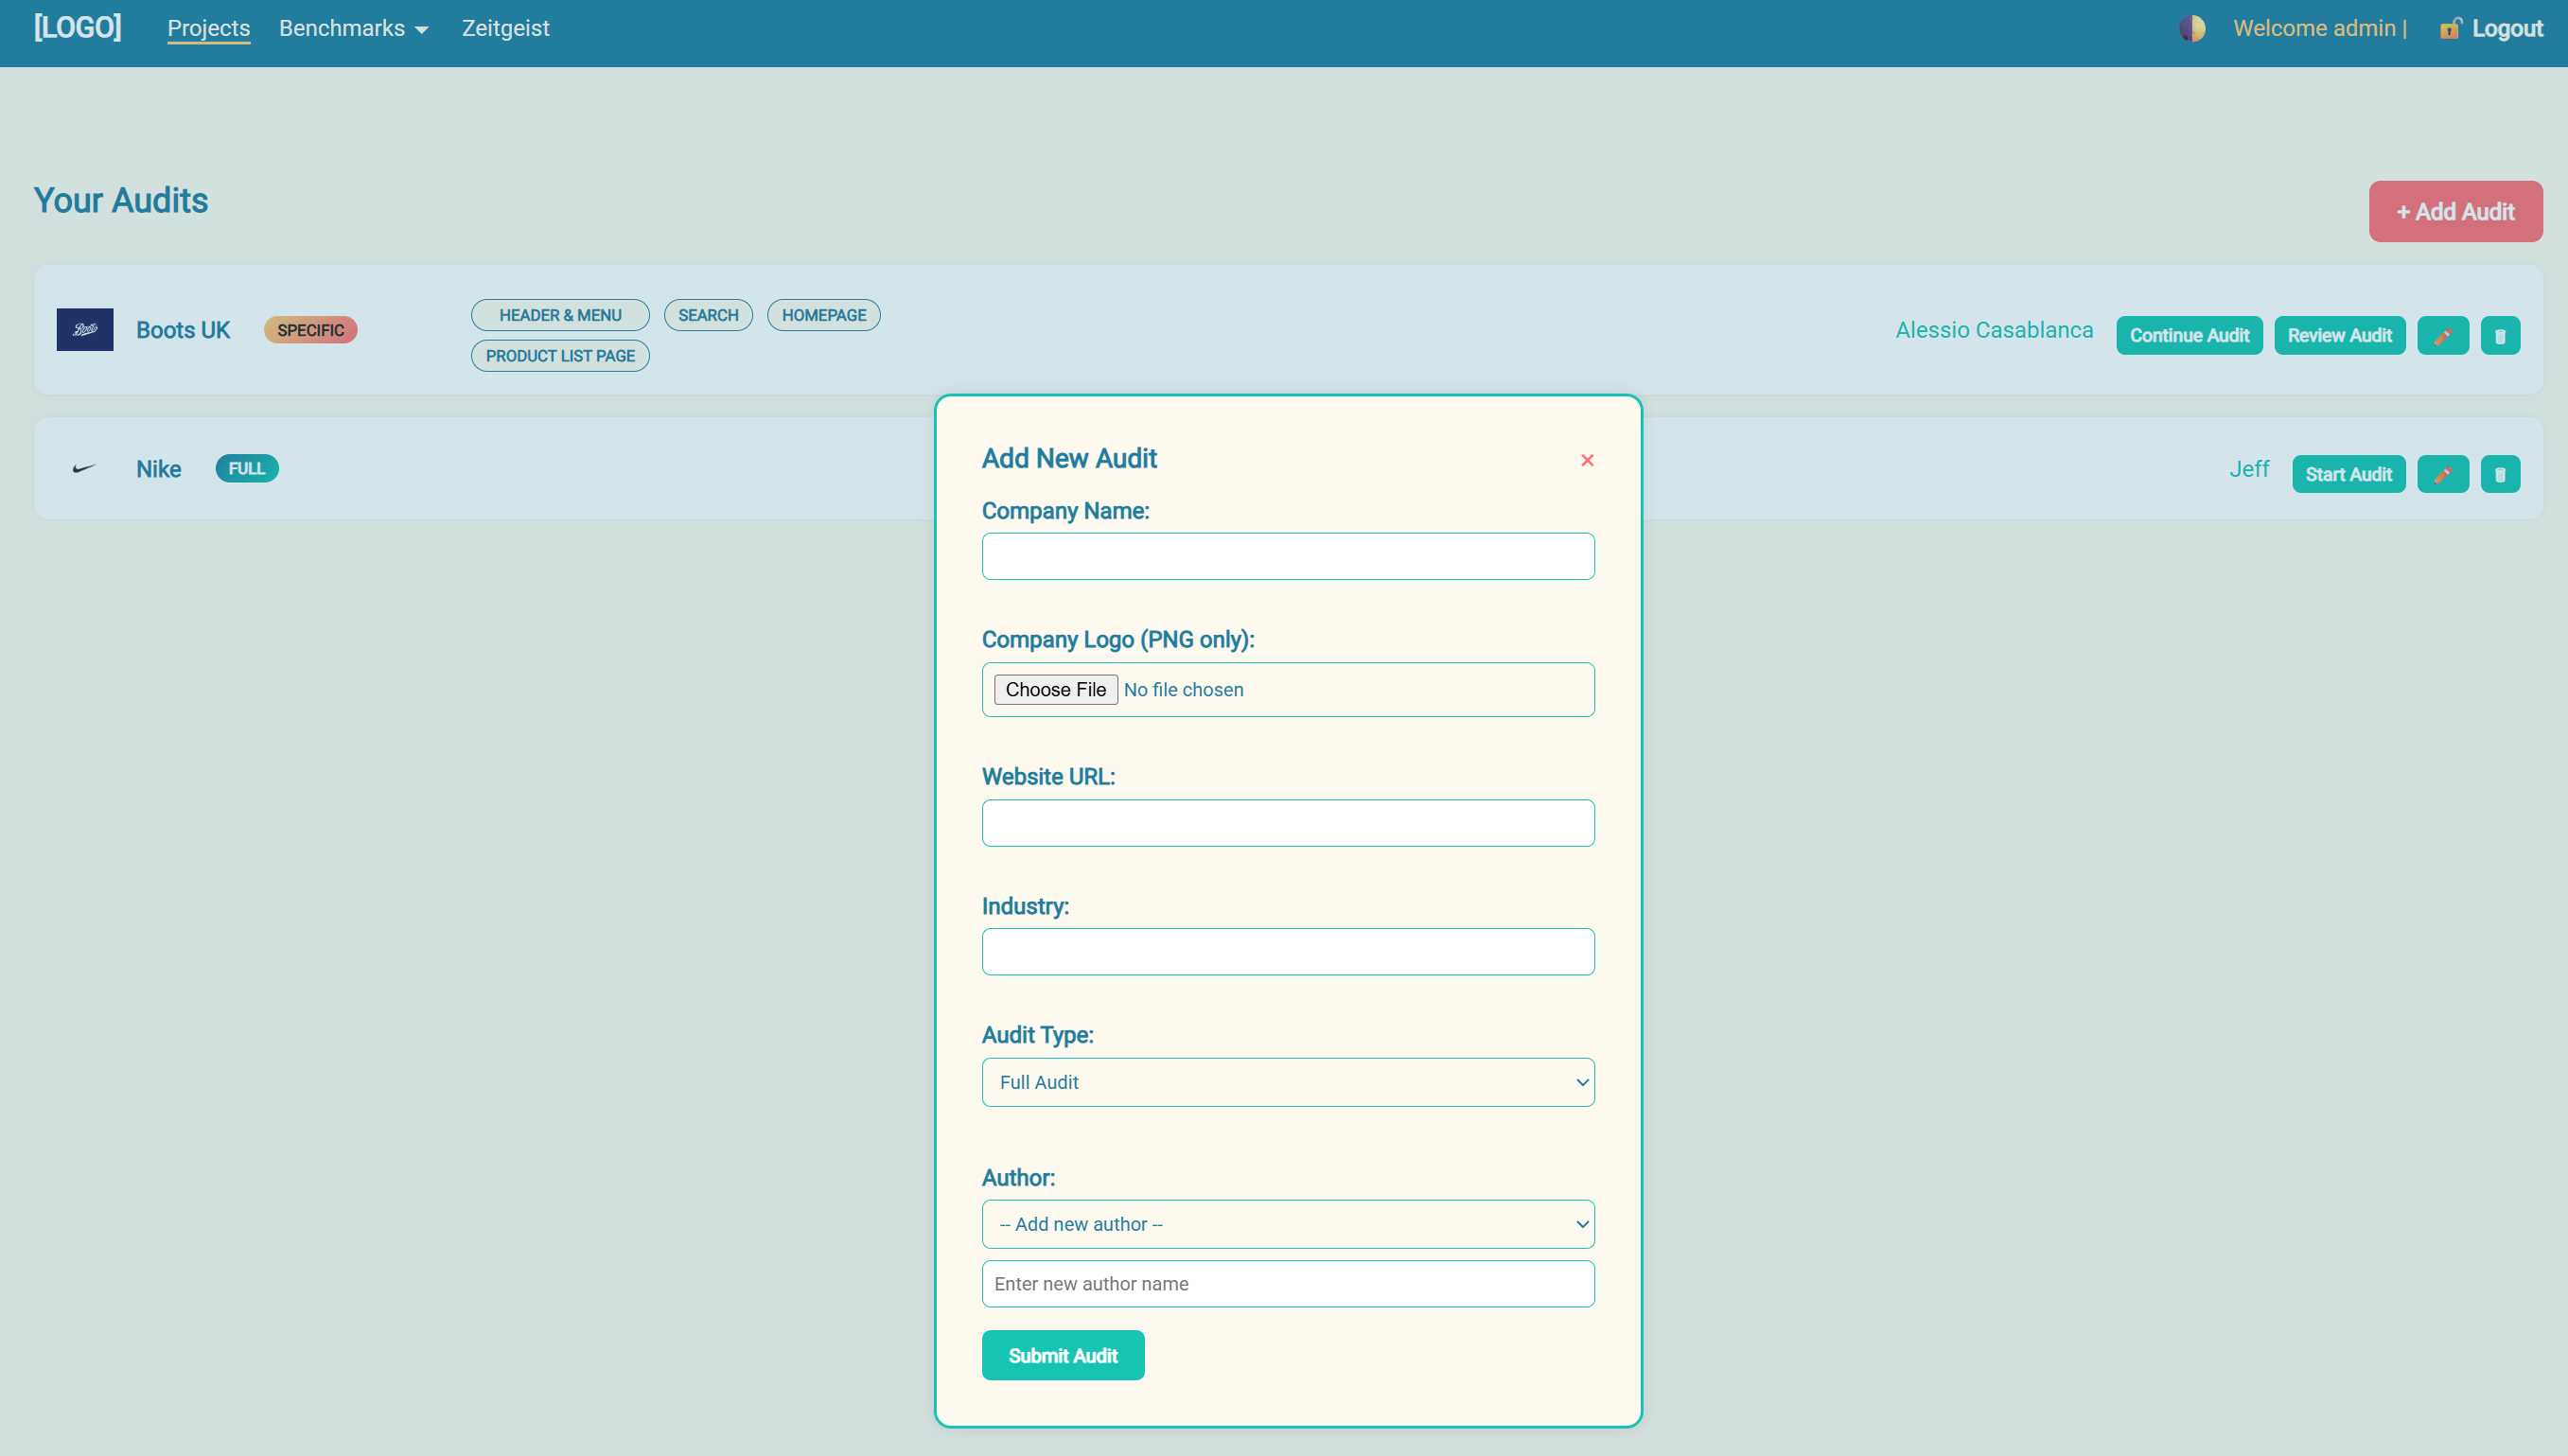 [LOGO] Projects Benchmarks Zeitgeist Welcome admin | Logout
Your Audits
+ Add Audit
Boots
Boots UK
SPECIFIC
HEADER & MENU
SEARCH
HOMEPAGE
PRODUCT LIST PAGE
Alessio Casablanca
Continue Audit
Review Audit
Nike
FULL
Jeff
Start Audit
Add New Audit
×
Company Name:
Company Logo (PNG only):
Choose File No file chosen
Website URL:
Industry:
Audit Type:
Full Audit
Author:
-- Add new author --
Enter new author name
Submit Audit